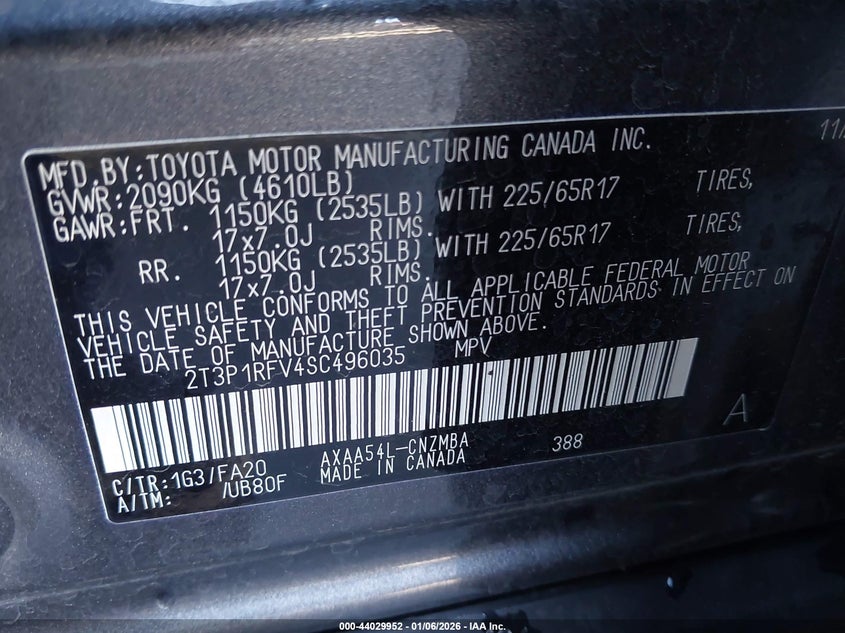 MFD.BY:TOYOTA MOTOR MANUFACTURING CANADA INC. 11/
GVWR:2090KG (4610LB)
GAWR:FRT. 1150KG (2535LB) WITH 225/65R17 TIRES,
17x7.0J RIMS.
RR. 1150KG (2535LB) WITH 225/65R17 TIRES,
17x7.0J RIMS.
THIS VEHICLE CONFORMS TO ALL APPLICABLE FEDERAL MOTOR
VEHICLE SAFETY AND THEFT PREVENTION STANDARDS IN EFFECT ON
THE DATE OF MANUFACTURE SHOWN ABOVE.
2T3P1RFV4SC496035 MPV
A
C/TR:1G3/FA20 AXAA54L-CNZMBA 388
A/TM: /UB80F MADE IN CANADA
000-44029952 - 01/06/2026 - IAA Inc.